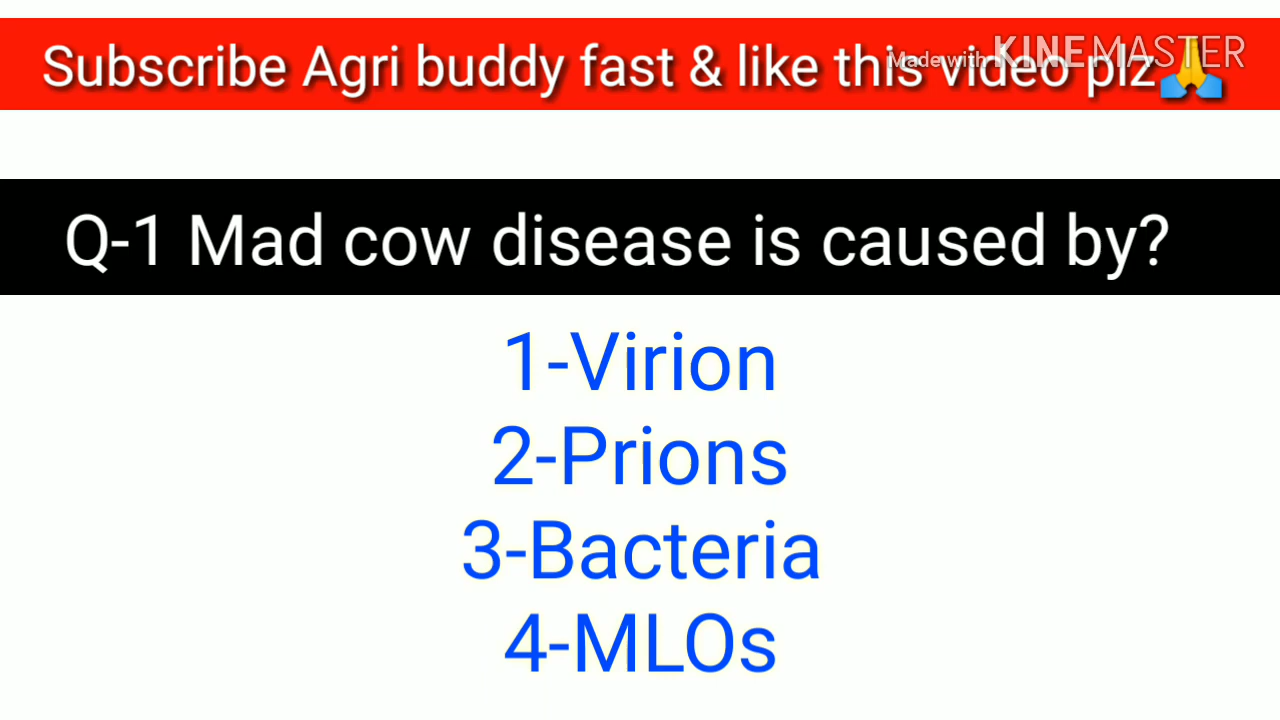 Subscribe Agri buddy fast & like this video plz🙏
Made with KINEMASTER
Q-1 Mad cow disease is caused by?
1-Virion
2-Prions
3-Bacteria
4-MLOs